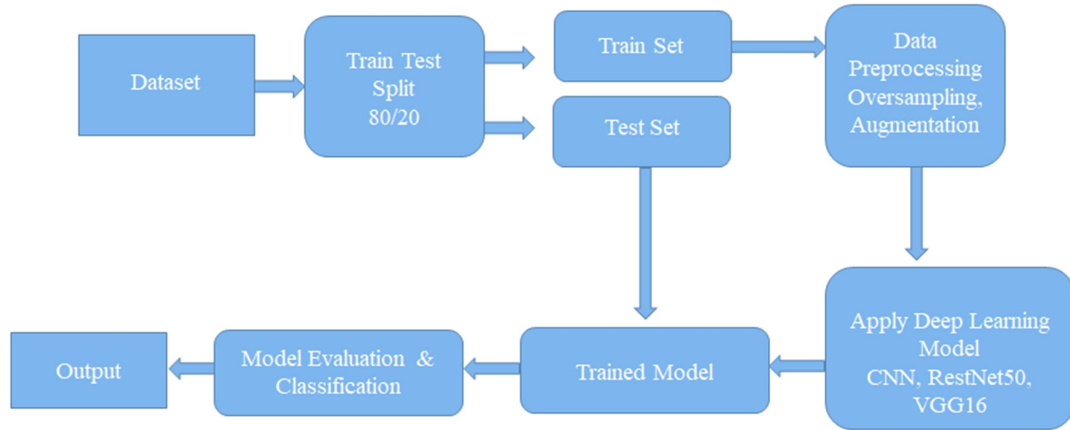 Dataset
Train Test
Split
80/20
Train Set
Test Set
Data
Preprocessing
Oversampling,
Augmentation
Apply Deep Learning
Model
CNN, RestNet50,
VGG16
Trained Model
Model Evaluation &
Classification
Output